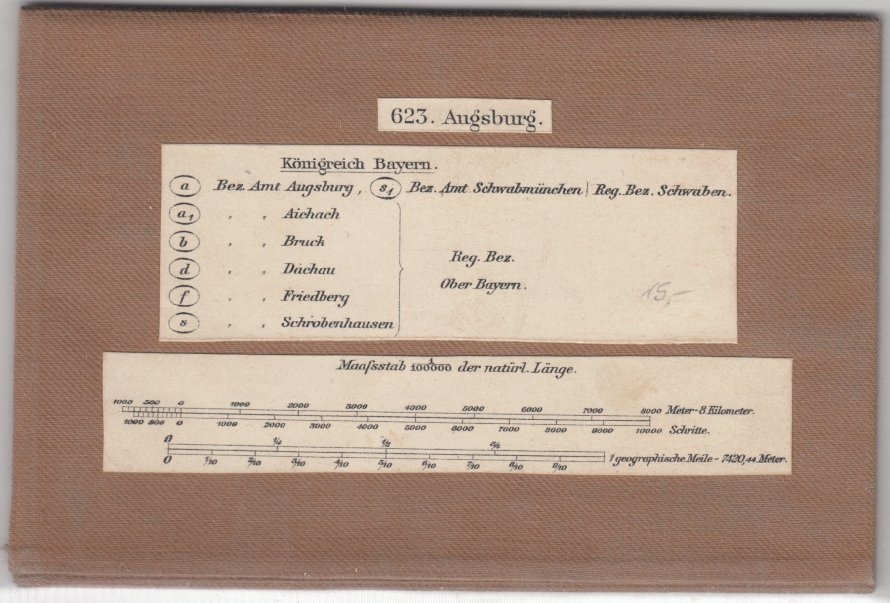 623. Augsburg.
Königreich Bayern.
a Bez. Amt Augsburg, s1 Bez. Amt Schwabmünchen Reg. Bez. Schwaben.
a1 " " Aichach
b " " Bruck
d " " Dachau
f " " Friedberg
s " " Schrobenhausen
Reg. Bez.
Ober Bayern.
15,-
Maafsstab 1/100000 der natürl. Länge.
1000 500 0 1000 2000 3000 4000 5000 6000 7000 8000 Meter-8 Kilometer.
1000 500 0 1000 2000 3000 4000 5000 6000 7000 8000 9000 10000 Schritte.
0 1/4 1/2 3/4
1 geographische Meile - 7420,44 Meter.
0 1/10 2/10 3/10 4/10 5/10 6/10 7/10 8/10 9/10